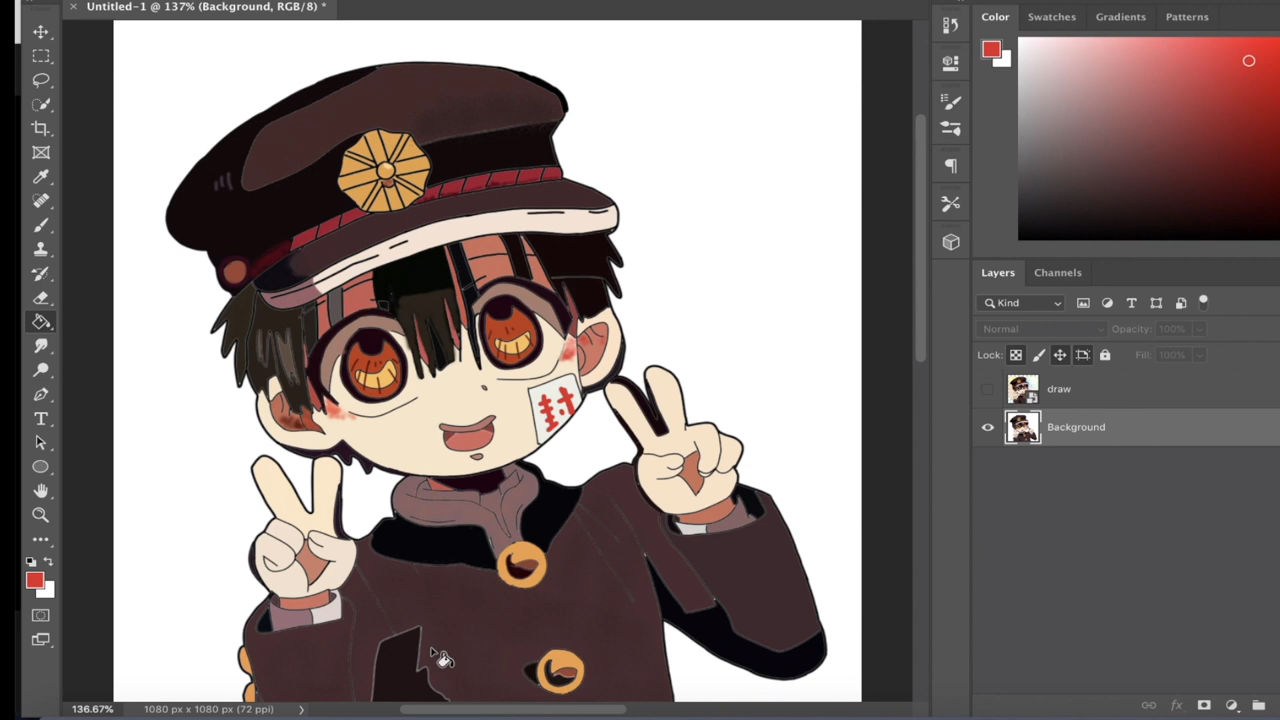 Untitled-1 @ 137% (Background, RGB/8) *
Color
Swatches
Gradients
Patterns
封
Layers
Channels
Kind
Normal
Opacity: 100%
Lock:
Fill: 100%
draw
Background
136.67%
1080 px x 1080 px (72 ppi)